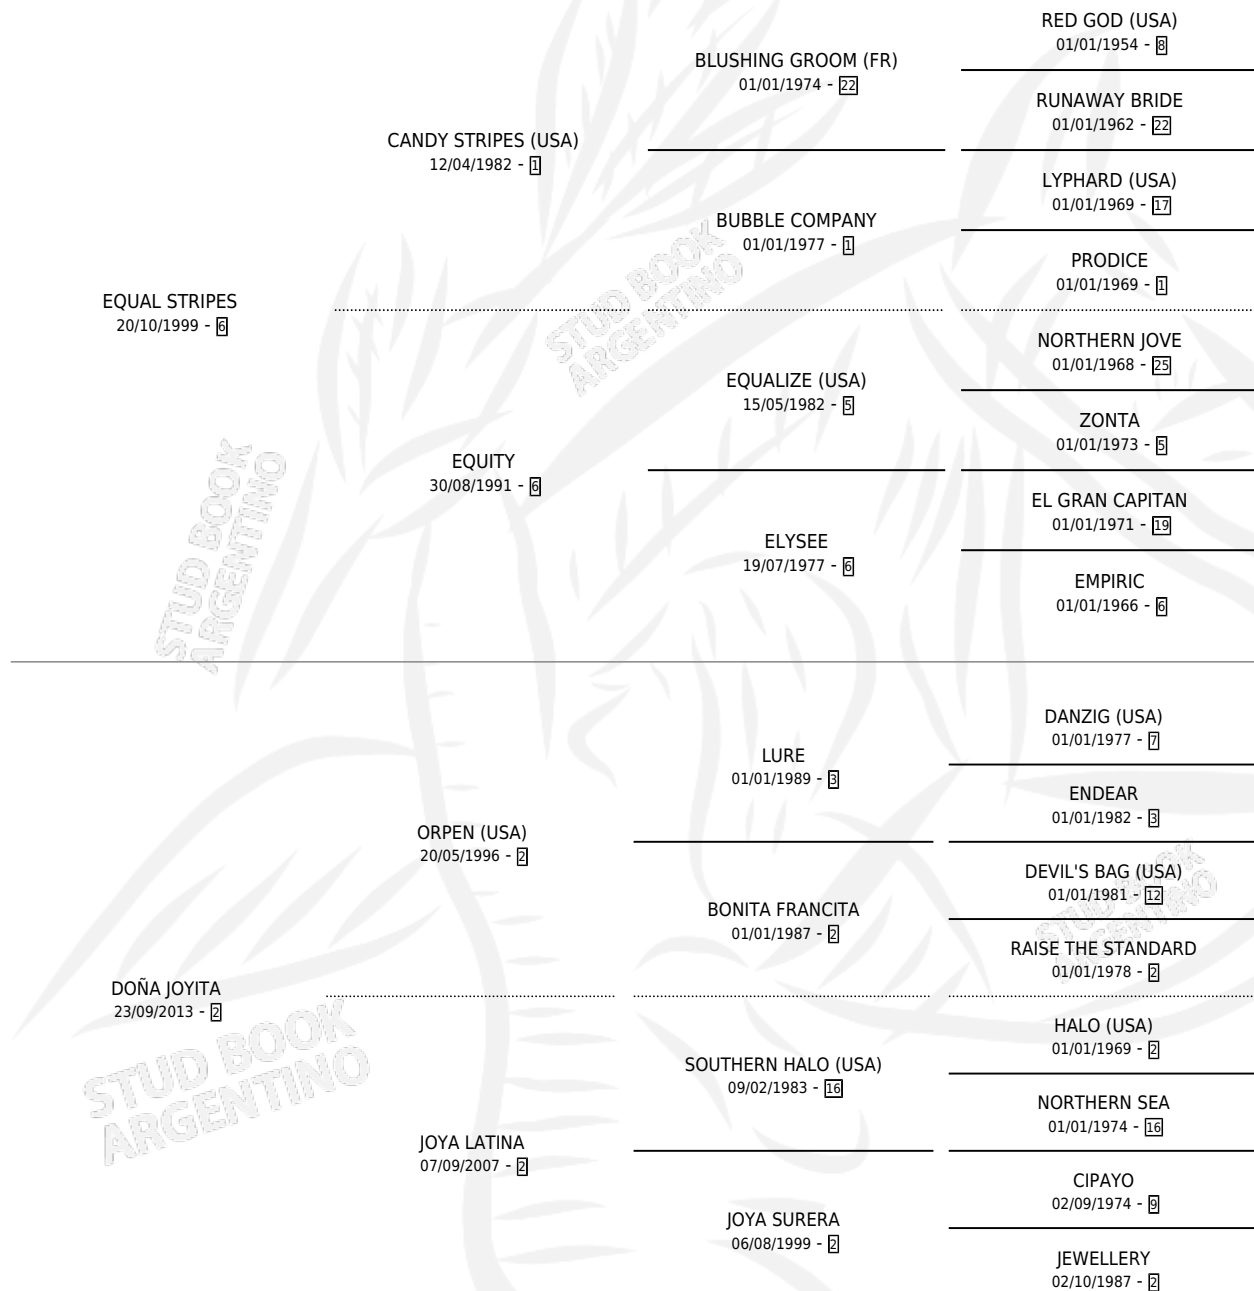 RED GOD (USA)
01/01/1954 - 8
BLUSHING GROOM (FR)
01/01/1974 - 22
RUNAWAY BRIDE
01/01/1962 - 22
CANDY STRIPES (USA)
12/04/1982 - 1
LYPHARD (USA)
01/01/1969 - 17
BUBBLE COMPANY
01/01/1977 - 1
PRODICE
01/01/1969 - 1
EQUAL STRIPES
20/10/1999 - 6
NORTHERN JOVE
01/01/1968 - 25
EQUALIZE (USA)
15/05/1982 - 5
ZONTA
01/01/1973 - 5
EQUITY
30/08/1991 - 6
EL GRAN CAPITAN
01/01/1971 - 19
ELYSEE
19/07/1977 - 6
EMPIRIC
01/01/1966 - 6
STUD BOOK
ARGENTINO
STUD BOOK
ARGENTINO
DANZIG (USA)
01/01/1977 - 7
LURE
01/01/1989 - 3
ENDEAR
01/01/1982 - 3
ORPEN (USA)
20/05/1996 - 2
DEVIL'S BAG (USA)
01/01/1981 - 12
BONITA FRANCITA
01/01/1987 - 2
RAISE THE STANDARD
01/01/1978 - 2
STUD BOOK
ARGENTINO
DOÑA JOYITA
23/09/2013 - 2
HALO (USA)
01/01/1969 - 2
SOUTHERN HALO (USA)
09/02/1983 - 16
NORTHERN SEA
01/01/1974 - 16
STUD BOOK
ARGENTINO
JOYA LATINA
07/09/2007 - 2
CIPAYO
02/09/1974 - 9
JOYA SURERA
06/08/1999 - 2
JEWELLERY
02/10/1987 - 2